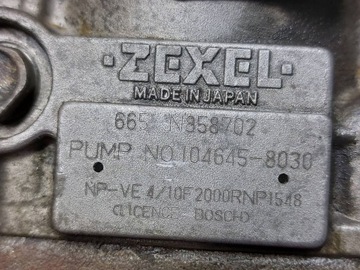 ·ZEXEL·
MADE IN JAPAN
665 N358702
PUMP NO 104645-8030
NP-VE 4/10F2000RNP1548
(LICENCE BOSCH)